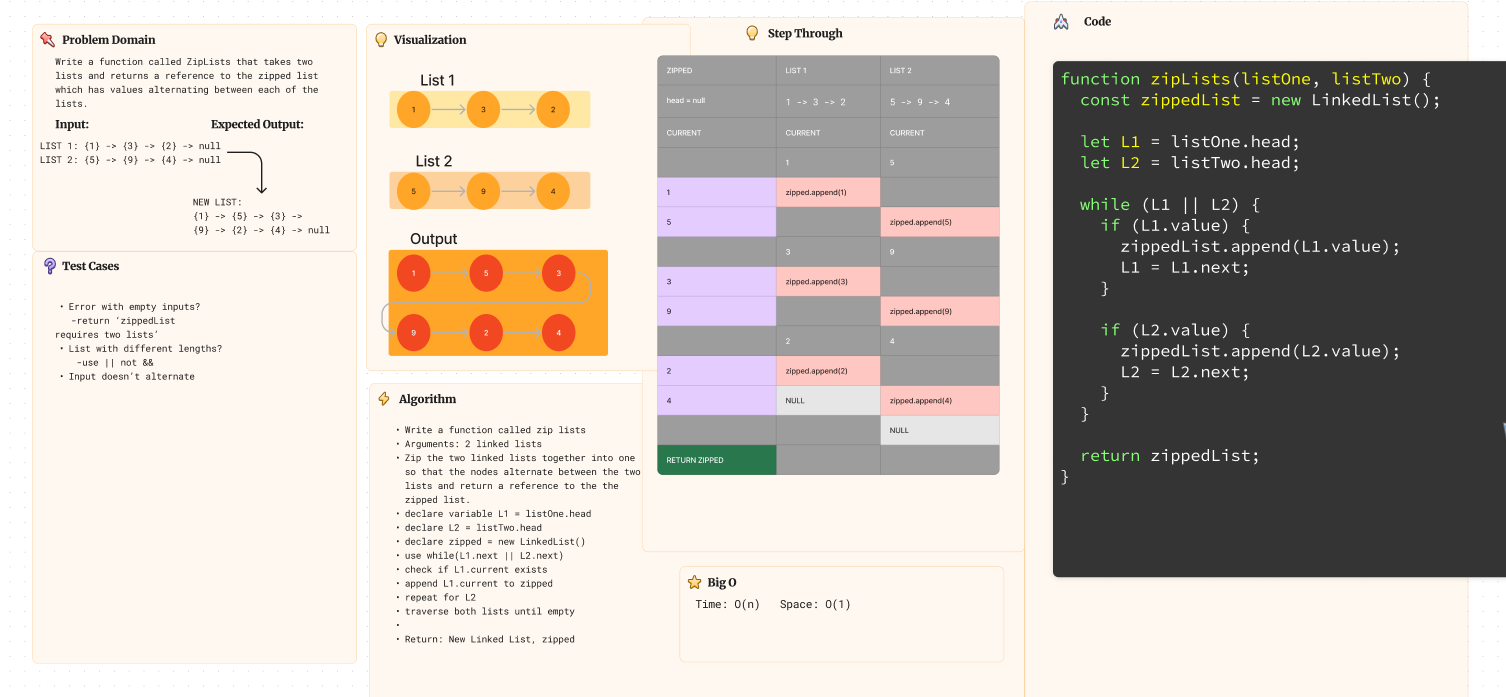 Problem Domain
Write a function called ZipLists that takes two
lists and returns a reference to the zipped list
which has values alternating between each of the
lists.
Input: Expected Output:
LIST 1: {1} -> {3} -> {2} -> null
LIST 2: {5} -> {9} -> {4} -> null
NEW LIST:
{1} -> {5} -> {3} ->
{9} -> {2} -> {4} -> null
Test Cases
• Error with empty inputs?
-return ‘zippedList
requires two lists’
• List with different lengths?
-use || not &&
• Input doesn’t alternate
Visualization
List 1
1 3 2
List 2
5 9 4
Output
1 5 3
9 2 4
Algorithm
• Write a function called zip lists
• Arguments: 2 linked lists
• Zip the two linked lists together into one
so that the nodes alternate between the two
lists and return a reference to the the
zipped list.
• declare variable L1 = listOne.head
• declare L2 = listTwo.head
• declare zipped = new LinkedList()
• use while(L1.next || L2.next)
• check if L1.current exists
• append L1.current to zipped
• repeat for L2
• traverse both lists until empty
•
• Return: New Linked List, zipped
Step Through
ZIPPED LIST 1 LIST 2
head = null 1 -> 3 -> 2 5 -> 9 -> 4
CURRENT CURRENT CURRENT
1 5
1 zipped.append(1)
5 zipped.append(5)
3 9
3 zipped.append(3)
9 zipped.append(9)
2 4
2 zipped.append(2)
4 NULL zipped.append(4)
NULL
RETURN ZIPPED
Big O
Time: O(n) Space: O(1)
Code
function zipLists(listOne, listTwo) {
const zippedList = new LinkedList();
let L1 = listOne.head;
let L2 = listTwo.head;
while (L1 || L2) {
if (L1.value) {
zippedList.append(L1.value);
L1 = L1.next;
}
if (L2.value) {
zippedList.append(L2.value);
L2 = L2.next;
}
}
return zippedList;
}